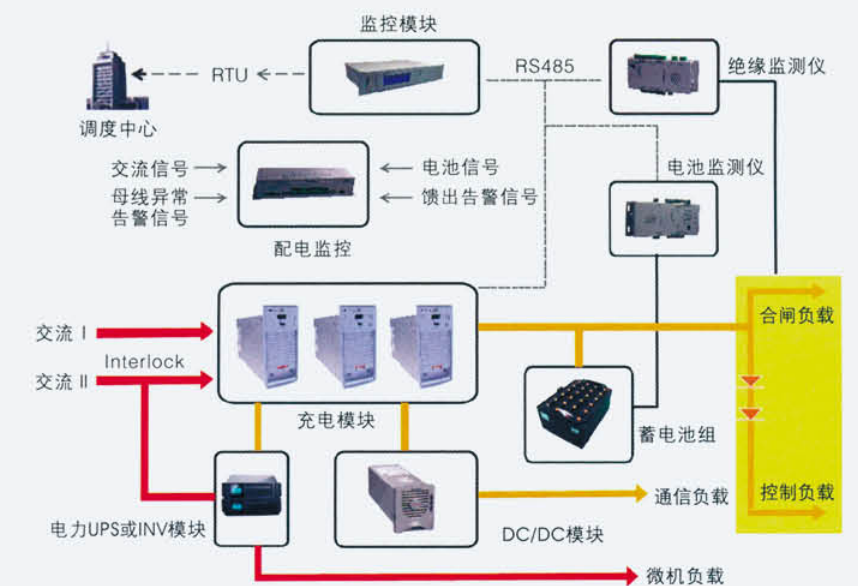 监控模块
RTU
RS485
绝缘监测仪
调度中心
交流信号
电池信号
电池监测仪
母线异常
告警信号
馈出告警信号
配电监控
交流 I
合闸负载
Interlock
交流 II
充电模块
蓄电池组
通信负载
控制负载
电力UPS或INV模块
DC/DC模块
微机负载